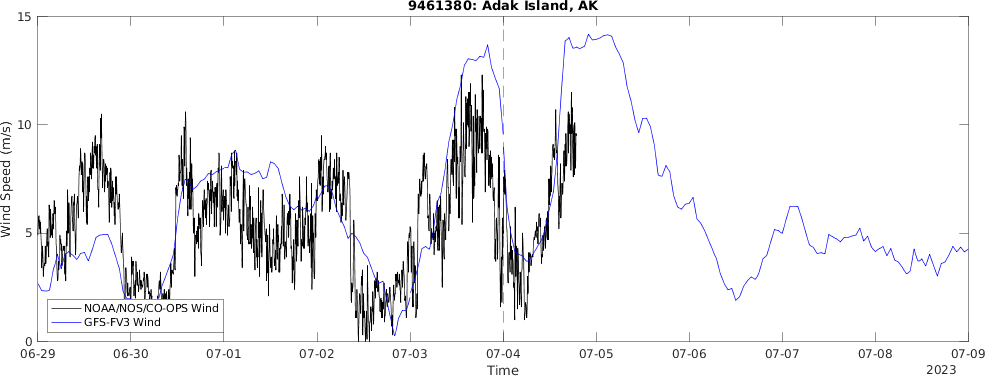 9461380: Adak Island, AK
Wind Speed (m/s)
15
10
5
0
NOAA/NOS/CO-OPS Wind
GFS-FV3 Wind
06-29 06-30 07-01 07-02 07-03 07-04 07-05 07-06 07-07 07-08 07-09
Time
2023